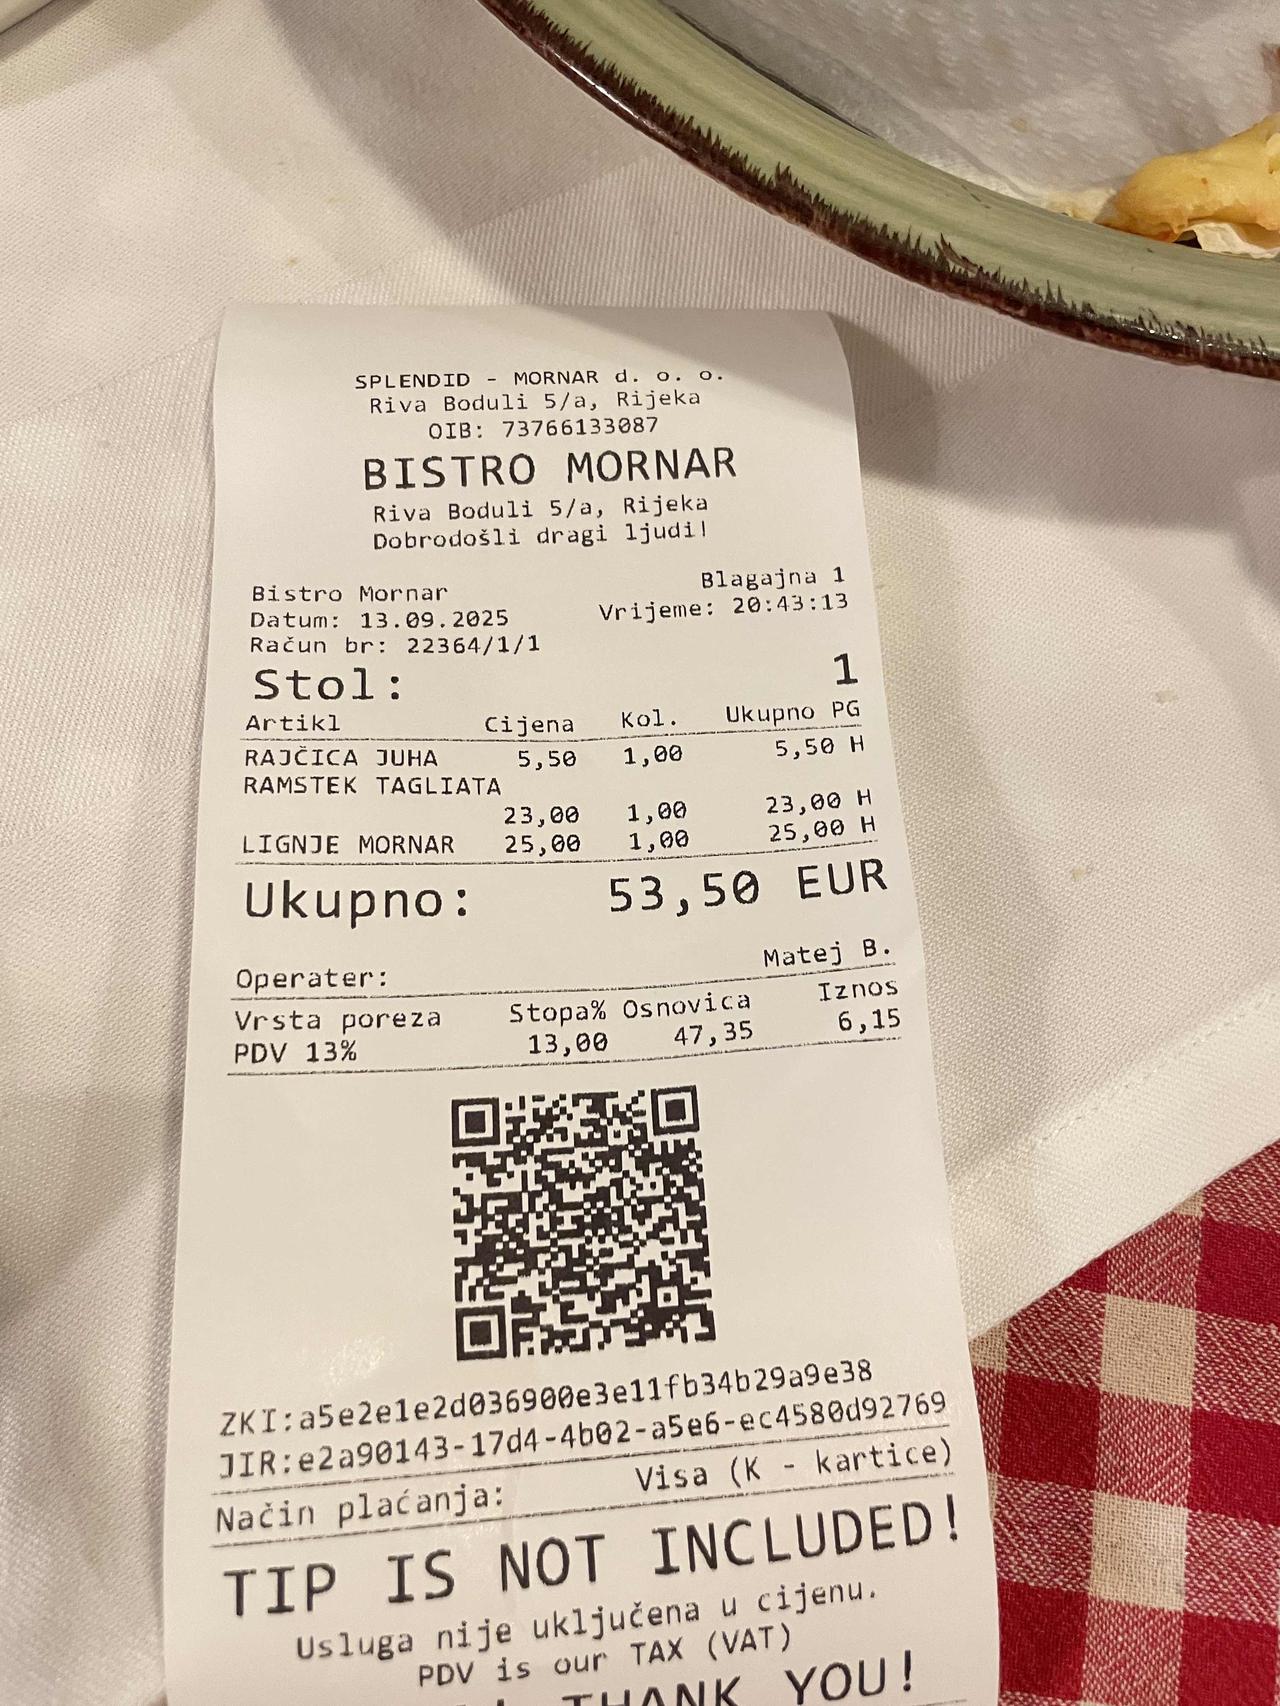 SPLENDID - MORNAR d. o. o.
Riva Boduli 5/a, Rijeka
OIB: 73766133087
BISTRO MORNAR
Riva Boduli 5/a, Rijeka
Dobrodošli dragi ljudi!
Bistro Mornar Blagajna 1
Datum: 13.09.2025 Vrijeme: 20:43:13
Račun br: 22364/1/1
Stol: 1
Artikl Cijena Kol. Ukupno PG
RAJČICA JUHA 5,50 1,00 5,50 H
RAMSTEK TAGLIATA
23,00 1,00 23,00 H
LIGNJE MORNAR 25,00 1,00 25,00 H
Ukupno: 53,50 EUR
Operater: Matej B.
Vrsta poreza Stopa% Osnovica Iznos
PDV 13% 13,00 47,35 6,15
ZKI:a5e2e1e2d036900e3e11fb34b29a9e38
JIR:e2a90143-17d4-4b02-a5e6-ec4580d92769
Način plaćanja: Visa (K - kartice)
TIP IS NOT INCLUDED!
Usluga nije uključena u cijenu.
PDV is our TAX (VAT)
THANK YOU!